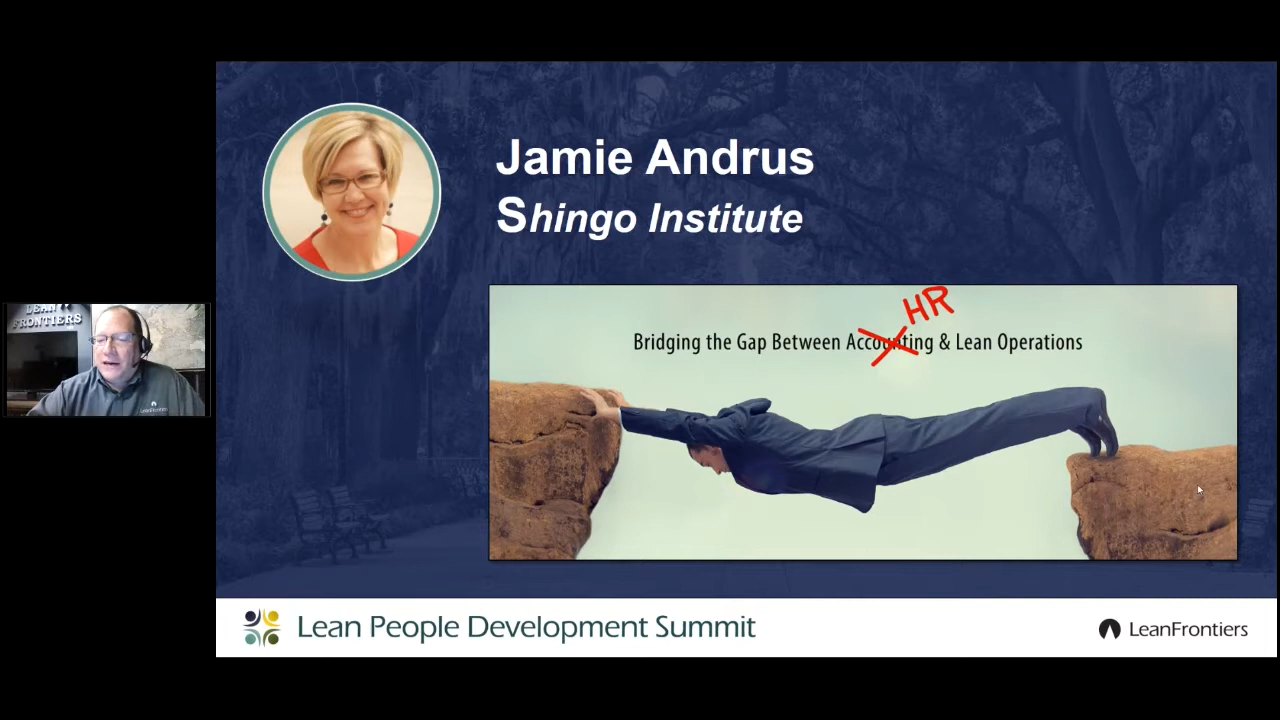 Jamie Andrus
Shingo Institute
HR
Bridging the Gap Between Accounting & Lean Operations
LEAN
FRONTIERS
LeanFrontiers
Lean People Development Summit
LeanFrontiers